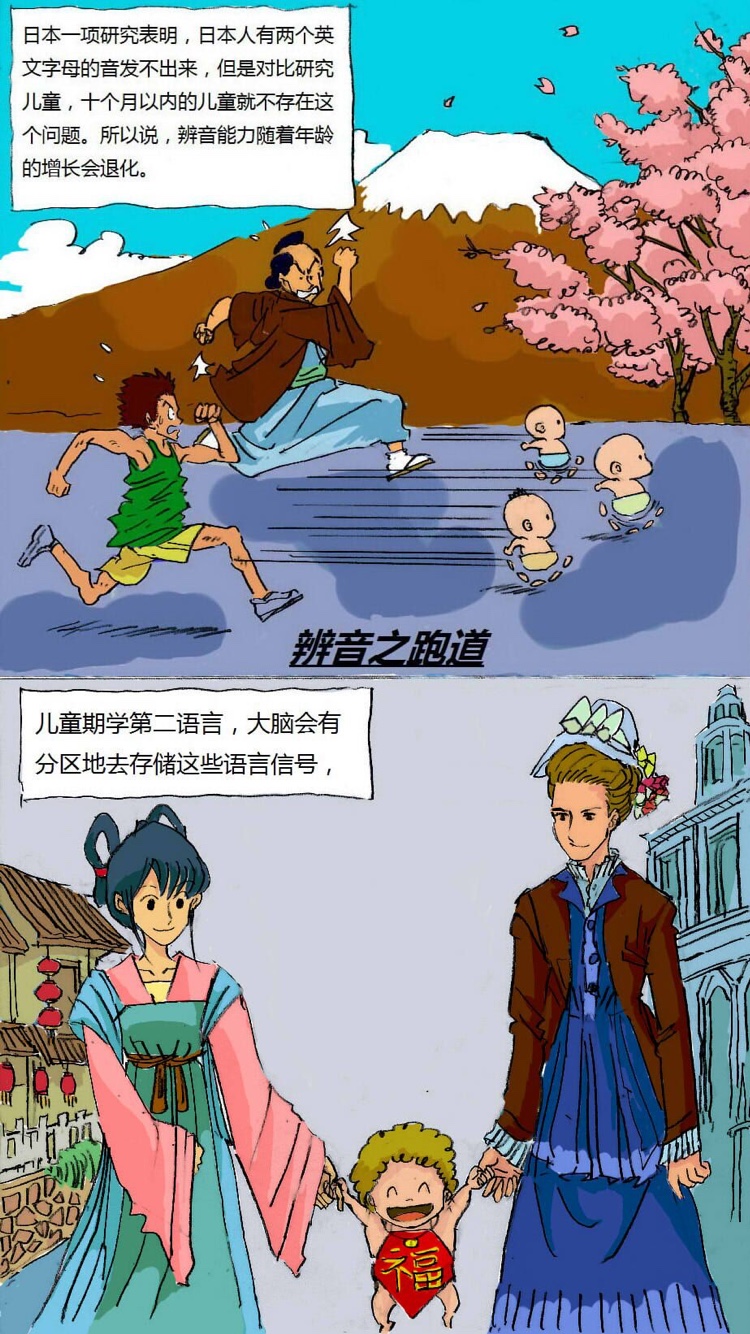 日本一项研究表明，日本人有两个英
文字母的音发不出来，但是对比研究
儿童，十个月以内的儿童就不存在这
个问题。所以说，辨音能力随着年龄
的增长会退化。
辨音之跑道
儿童期学第二语言，大脑会有
分区地去存储这些语言信号，
福